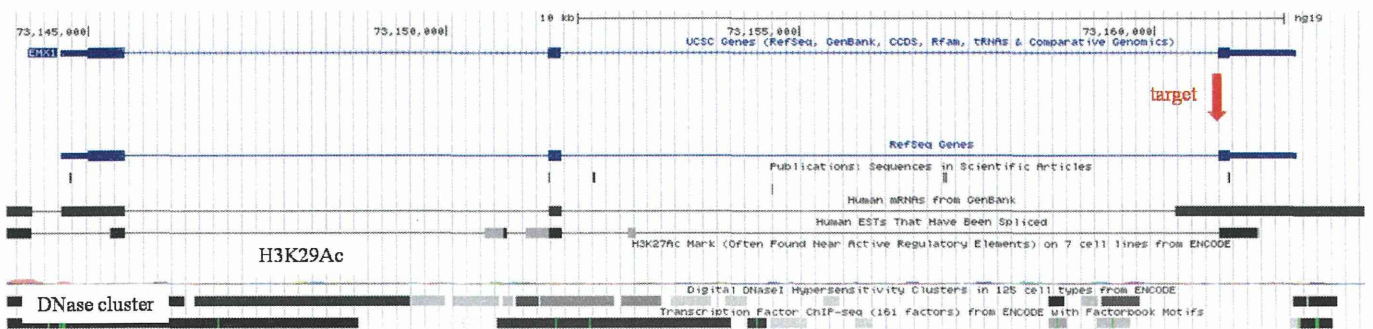 10 kb hg19
73,145,000 73,150,000 73,155,000 73,160,000
UCSC Genes (RefSeq, GenBank, CCDS, Rfam, tRNAs & Comparative Genomics)
EMX1
target
RefSeq Genes
Publications: Sequences in Scientific Articles
Human mRNAs from GenBank
Human ESTs That Have Been Spliced
H3K27Ac Mark (Often Found Near Active Regulatory Elements) on 7 cell lines from ENCODE
H3K29Ac
Digital DNaseI Hypersensitivity Clusters in 125 cell types from ENCODE
DNase cluster
Transcription Factor ChIP-seq (161 factors) from ENCODE with Factorbook Motifs